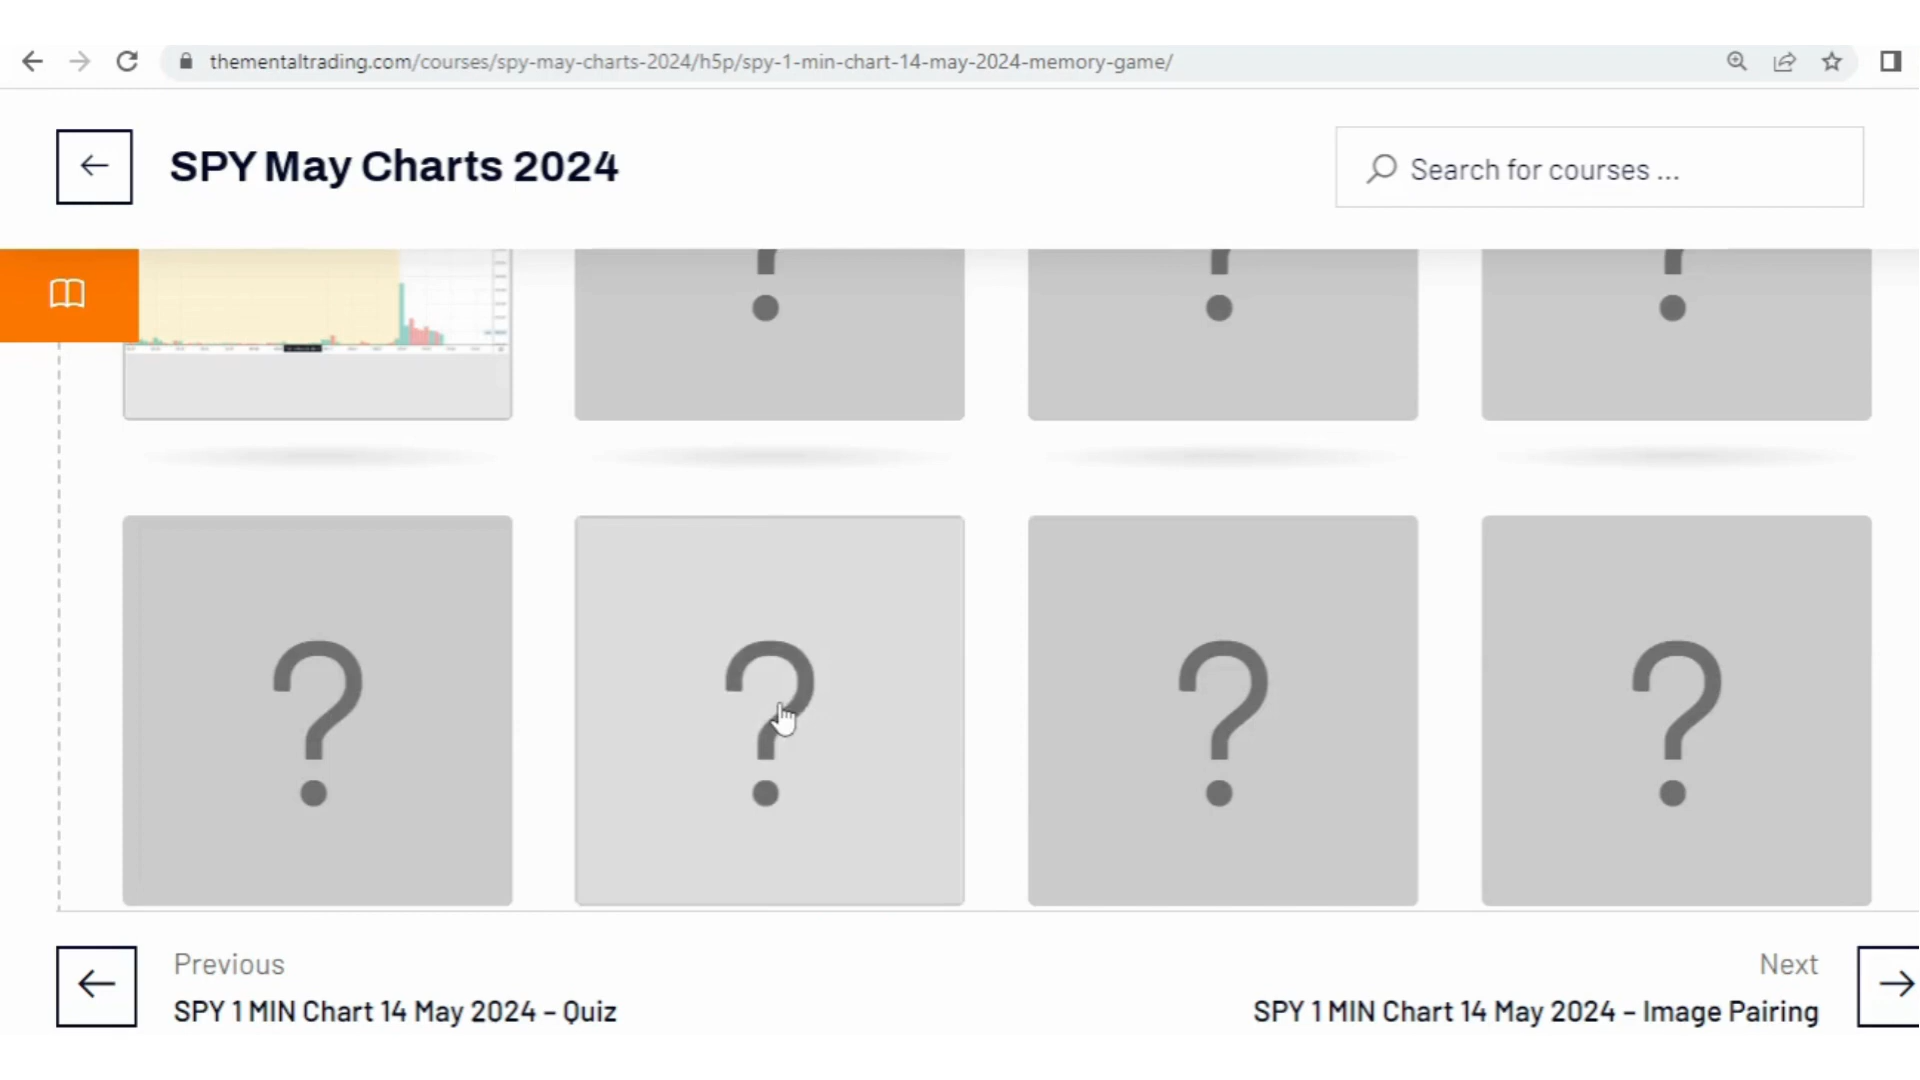 thementaltrading.com/courses/spy-may-charts-2024/h5p/spy-1-min-chart-14-may-2024-memory-game/
SPY May Charts 2024
Search for courses ...
?
?
?
?
?
?
?
Previous
SPY 1 MIN Chart 14 May 2024 – Quiz
Next
SPY 1 MIN Chart 14 May 2024 – Image Pairing